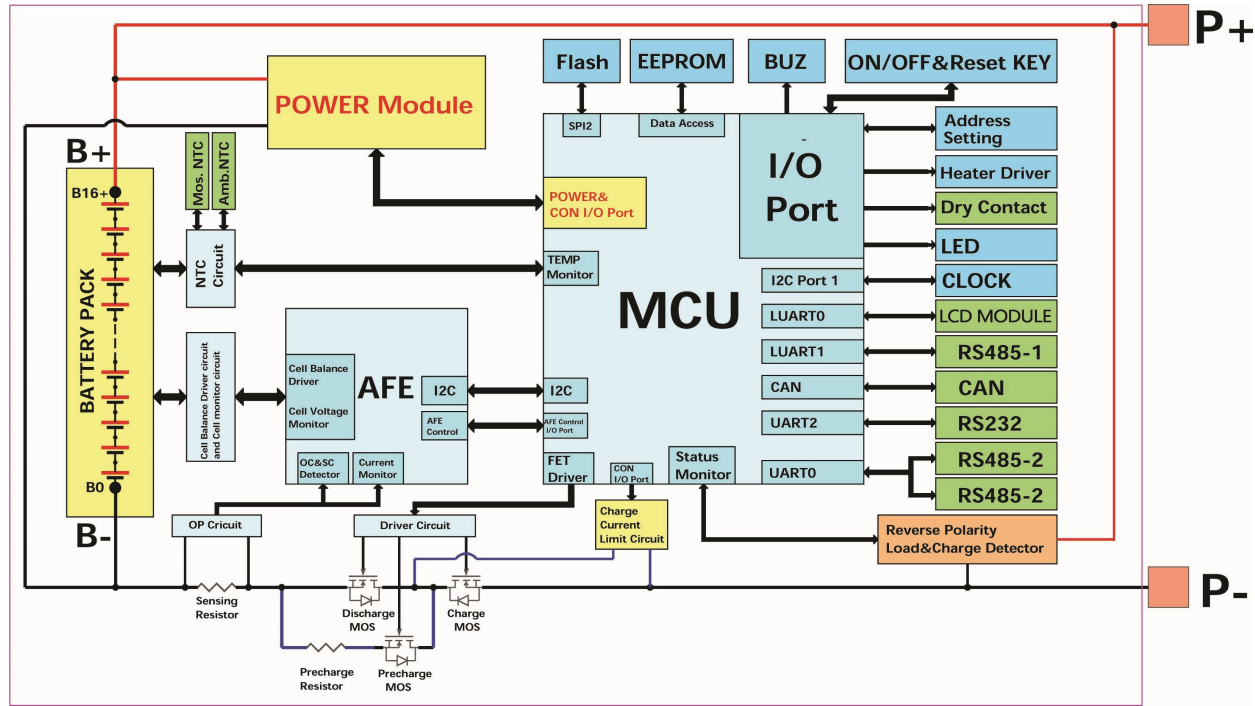 P+
Flash
EEPROM
BUZ
ON/OFF&Reset KEY
POWER Module
SPI2
Data Access
I/O
Port
Address
Setting
Heater Driver
Dry Contact
LED
CLOCK
LCD MODULE
RS485-1
CAN
RS232
RS485-2
RS485-2
B+
B16+
BATTERY PACK
B0
B-
Mos. NTC
Amb.NTC
NTC
Circuit
POWER&
CON I/O Port
TEMP
Monitor
MCU
I2C Port 1
LUART0
LUART1
CAN
UART2
UART0
Cell Balance Driver circuit
and Cell monitor circuit
Cell Balance
Driver
Cell Voltage
Monitor
AFE
I2C
AFE
Control
I2C
AFE Control
I/O Port
OC&SC
Detector
Current
Monitor
FET
Driver
CON
I/O Port
Status
Monitor
OP Cricuit
Driver Circuit
Charge
Current
Limit Circuit
Reverse Polarity
Load&Charge Detector
P-
Sensing
Resistor
Discharge
MOS
Charge
MOS
Precharge
Resistor
Precharge
MOS